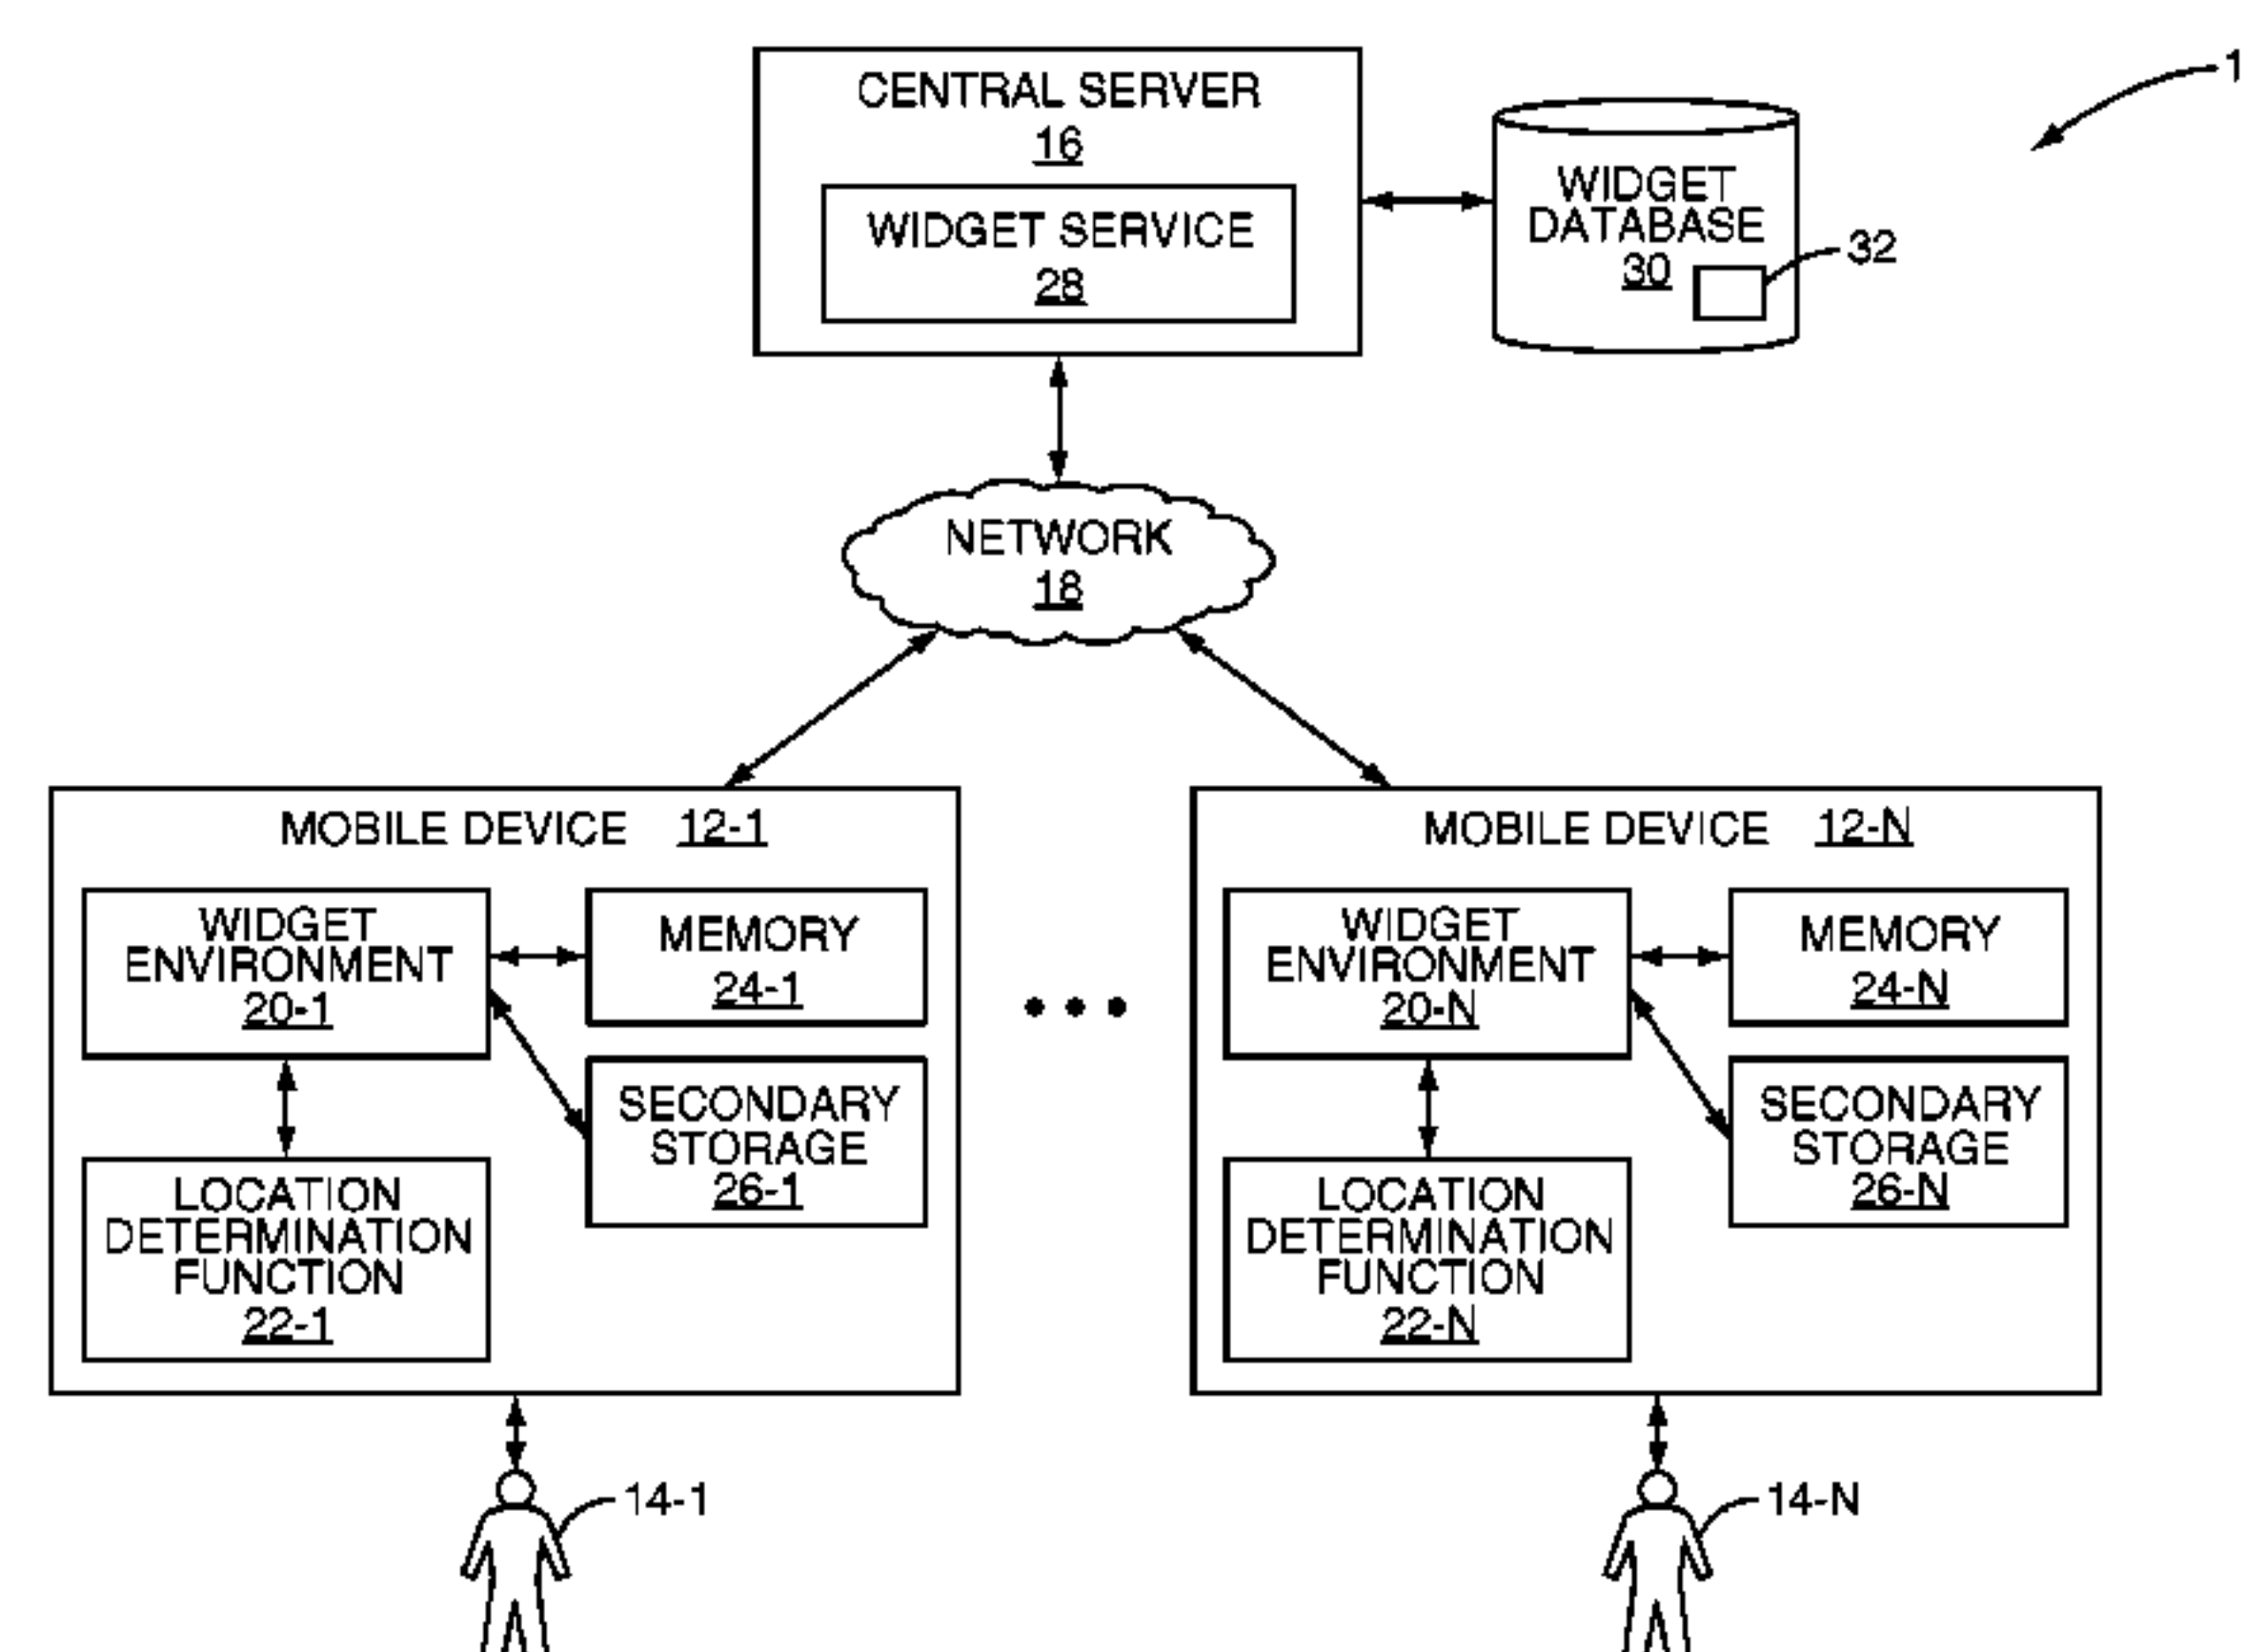 CENTRAL SERVER
16
WIDGET SERVICE
28
WIDGET
DATABASE
30
32
1
NETWORK
18
MOBILE DEVICE 12-1
WIDGET
ENVIRONMENT
20-1
MEMORY
24-1
SECONDARY
STORAGE
26-1
LOCATION
DETERMINATION
FUNCTION
22-1
14-1
MOBILE DEVICE 12-N
WIDGET
ENVIRONMENT
20-N
MEMORY
24-N
SECONDARY
STORAGE
26-N
LOCATION
DETERMINATION
FUNCTION
22-N
14-N